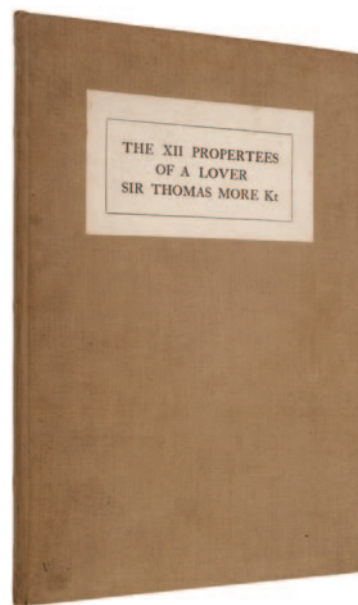 THE XII PROPERTEES
OF A LOVER
SIR THOMAS MORE Kt